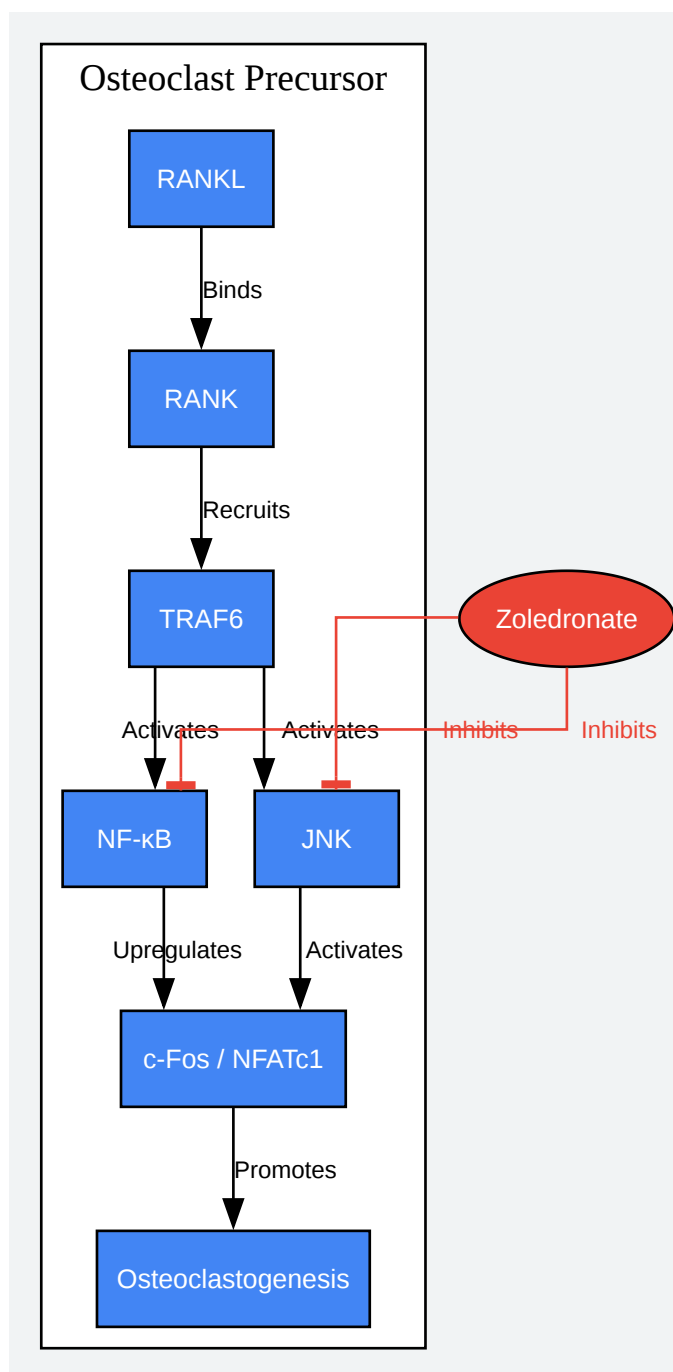 Osteoclast Precursor
RANKL
Binds
RANK
Recruits
TRAF6
Zoledronate
Activates
Activates
Inhibits
Inhibits
NF-κB
JNK
Upregulates
Activates
c-Fos / NFATc1
Promotes
Osteoclastogenesis